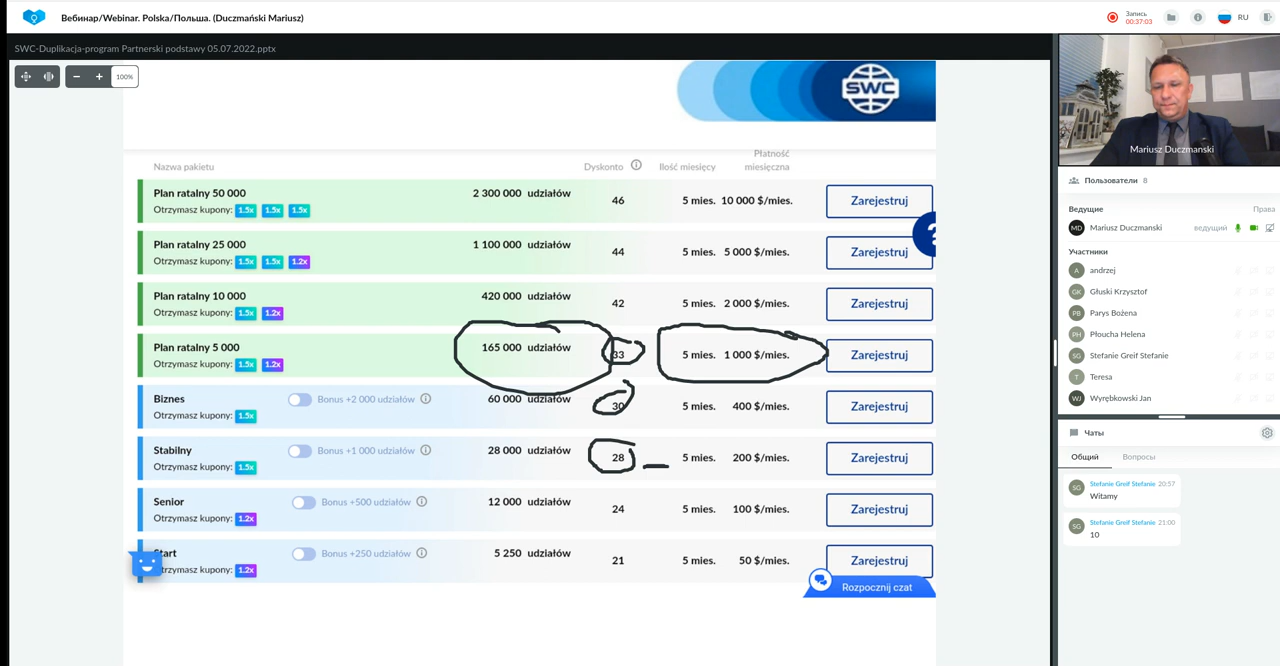 Вебинар/Webinar. Polska/Польша. (Duczmański Mariusz)
Запись
00:37:03
RU
SWC-Duplikacja-program Partnerski podstawy 05.07.2022.pptx
100%
SWC
Nazwa pakietu Dyskonto Ilość miesięcy Płatność miesięczna
Plan ratalny 50 000 2 300 000 udziałów 46 5 mies. 10 000 $/mies. Zarejestruj
Otrzymasz kupony: 1.5x 1.5x 1.5x
?
Plan ratalny 25 000 1 100 000 udziałów 44 5 mies. 5 000 $/mies. Zarejestruj
Otrzymasz kupony: 1.5x 1.5x 1.2x
Plan ratalny 10 000 420 000 udziałów 42 5 mies. 2 000 $/mies. Zarejestruj
Otrzymasz kupony: 1.5x 1.2x
Plan ratalny 5 000 165 000 udziałów 33 5 mies. 1 000 $/mies. Zarejestruj
Otrzymasz kupony: 1.5x 1.2x
Biznes Bonus +2 000 udziałów 60 000 udziałów 30 5 mies. 400 $/mies. Zarejestruj
Otrzymasz kupony: 1.5x
Stabilny Bonus +1 000 udziałów 28 000 udziałów 28 5 mies. 200 $/mies. Zarejestruj
Otrzymasz kupony: 1.5x
Senior Bonus +500 udziałów 12 000 udziałów 24 5 mies. 100 $/mies. Zarejestruj
Otrzymasz kupony: 1.2x
Start Bonus +250 udziałów 5 250 udziałów 21 5 mies. 50 $/mies. Zarejestruj
Otrzymasz kupony: 1.2x
Rozpocznij czat
Mariusz Duczmanski
Пользователи 8
Ведущие Права
MD Mariusz Duczmanski ведущий
Участники
A andrzej
GK Głuski Krzysztof
PB Parys Bożena
PH Płoucha Helena
SG Stefanie Greif Stefanie
T Teresa
WJ Wyrębkowski Jan
Чаты
Общий Вопросы
SG Stefanie Greif Stefanie 20:57
Witamy
SG Stefanie Greif Stefanie 21:00
10